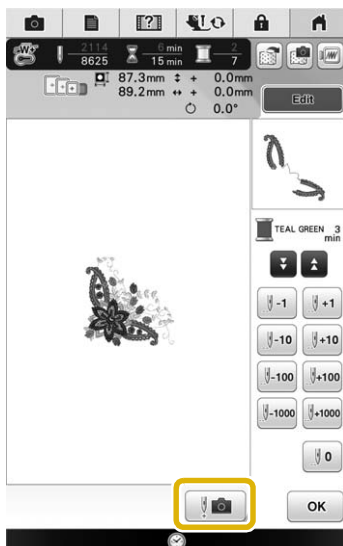 2114
8625
6 min
15 min
2
7
87.3mm ↕ + 0.0mm
89.2mm ↔ + 0.0mm
0.0°
Edit
TEAL GREEN 3
min
-1 +1
-10 +10
-100 +100
-1000 +1000
0
OK